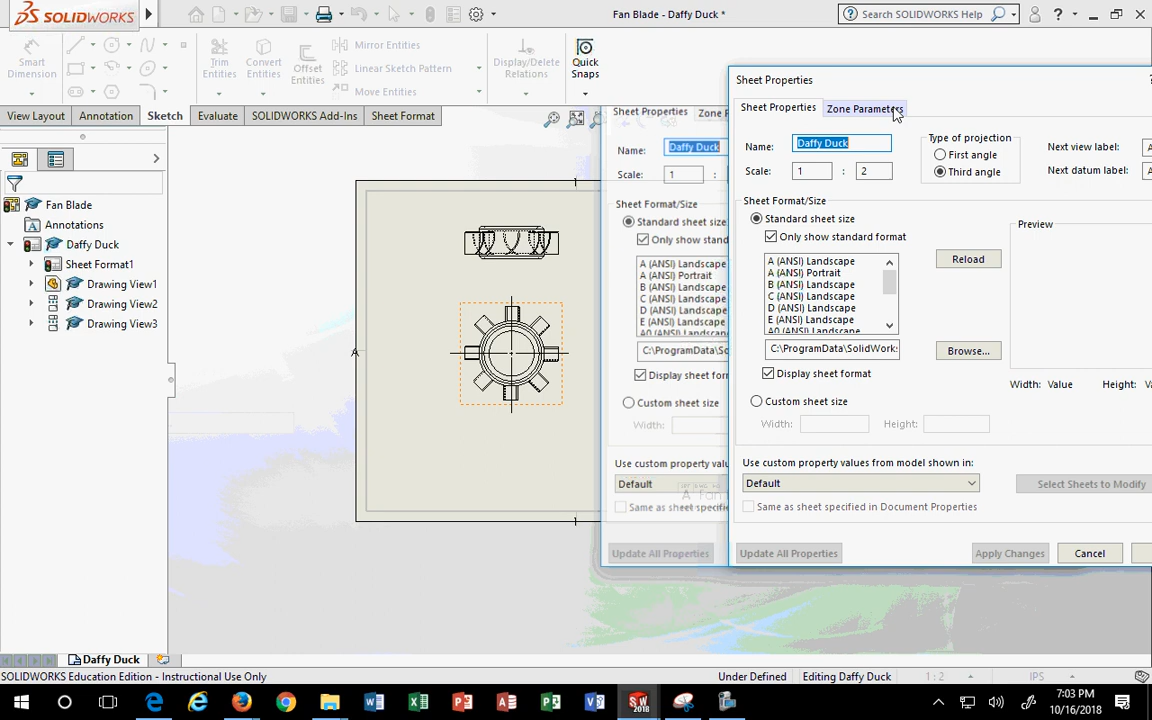 SOLIDWORKS
Fan Blade - Daffy Duck *
Search SOLIDWORKS Help
Smart Dimension
Trim Entities
Convert Entities
Offset Entities
Mirror Entities
Linear Sketch Pattern
Move Entities
Display/Delete Relations
Quick Snaps
View Layout
Annotation
Sketch
Evaluate
SOLIDWORKS Add-Ins
Sheet Format
Fan Blade
Annotations
Daffy Duck
Sheet Format1
Drawing View1
Drawing View2
Drawing View3
A
Sheet Properties
Name: Daffy Duck
Scale: 1 :
Sheet Format/Size
Standard sheet size
Only show stand
A (ANSI) Landscape
A (ANSI) Portrait
B (ANSI) Landscape
C (ANSI) Landscape
D (ANSI) Landscape
E (ANSI) Landscape
A0 (ANSI) Landscape
C:\ProgramData\So
Display sheet form
Custom sheet size
Width:
Use custom property valu
Default
Same as sheet specifie
Update All Properties
Sheet Properties
Sheet Properties
Zone Parameters
Name: Daffy Duck
Scale: 1 : 2
Type of projection
First angle
Third angle
Next view label: A
Next datum label: A
Sheet Format/Size
Standard sheet size
Only show standard format
A (ANSI) Landscape
A (ANSI) Portrait
B (ANSI) Landscape
C (ANSI) Landscape
D (ANSI) Landscape
E (ANSI) Landscape
A0 (ANSI) Landscape
Reload
C:\ProgramData\SolidWork:
Browse...
Display sheet format
Custom sheet size
Width:
Height:
Preview
Width: Value
Height: Va
Use custom property values from model shown in:
Default
Select Sheets to Modify
Same as sheet specified in Document Properties
Update All Properties
Apply Changes
Cancel
Daffy Duck
SOLIDWORKS Education Edition - Instructional Use Only
Under Defined
Editing Daffy Duck
1 : 2
IPS
7:03 PM
10/16/2018